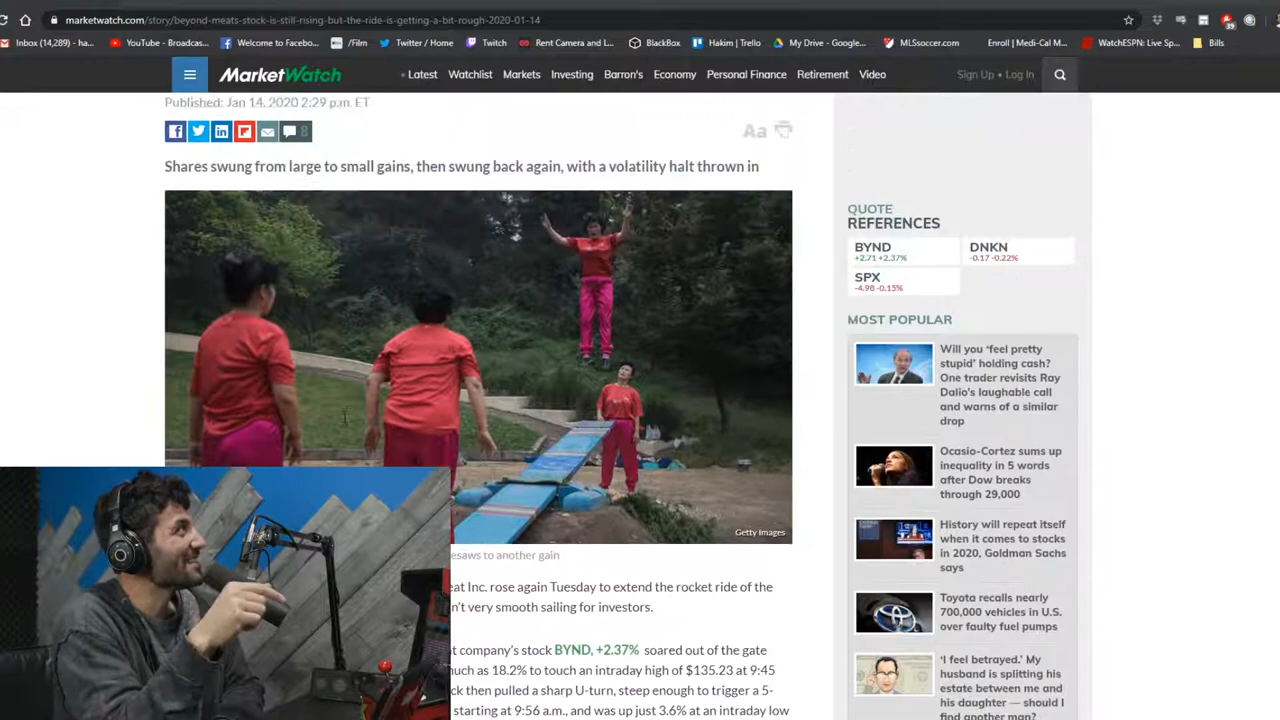 marketwatch.com/story/beyond-meats-stock-is-still-rising-but-the-ride-is-getting-a-bit-rough-2020-01-14
39
Inbox (14,289) - ha...
YouTube - Broadcas...
Welcome to Facebo...
/Film
Twitter / Home
Twitch
Rent Camera and L...
BlackBox
Hakim | Trello
My Drive - Google...
MLSsoccer.com
Enroll | Medi-Cal M...
WatchESPN: Live Sp...
Bills
MarketWatch
Latest
Watchlist
Markets
Investing
Barron's
Economy
Personal Finance
Retirement
Video
Sign Up • Log In
Published: Jan 14, 2020 2:29 p.m. ET
8
Aa
Shares swung from large to small gains, then swung back again, with a volatility halt thrown in
Getty Images
esaws to another gain
eat Inc. rose again Tuesday to extend the rocket ride of the
n't very smooth sailing for investors.
t company's stock BYND, +2.37% soared out of the gate
uch as 18.2% to touch an intraday high of $135.23 at 9:45
ck then pulled a sharp U-turn, steep enough to trigger a 5-
starting at 9:56 a.m., and was up just 3.6% at an intraday low
QUOTE
REFERENCES
BYND
+2.71 +2.37%
DNKN
-0.17 -0.22%
SPX
-4.98 -0.15%
MOST POPULAR
Will you 'feel pretty
stupid' holding cash?
One trader revisits Ray
Dalio's laughable call
and warns of a similar
drop
Ocasio-Cortez sums up
inequality in 5 words
after Dow breaks
through 29,000
History will repeat itself
when it comes to stocks
in 2020, Goldman Sachs
says
Toyota recalls nearly
700,000 vehicles in U.S.
over faulty fuel pumps
'I feel betrayed.' My
husband is splitting his
estate between me and
his daughter — should I
find another man?